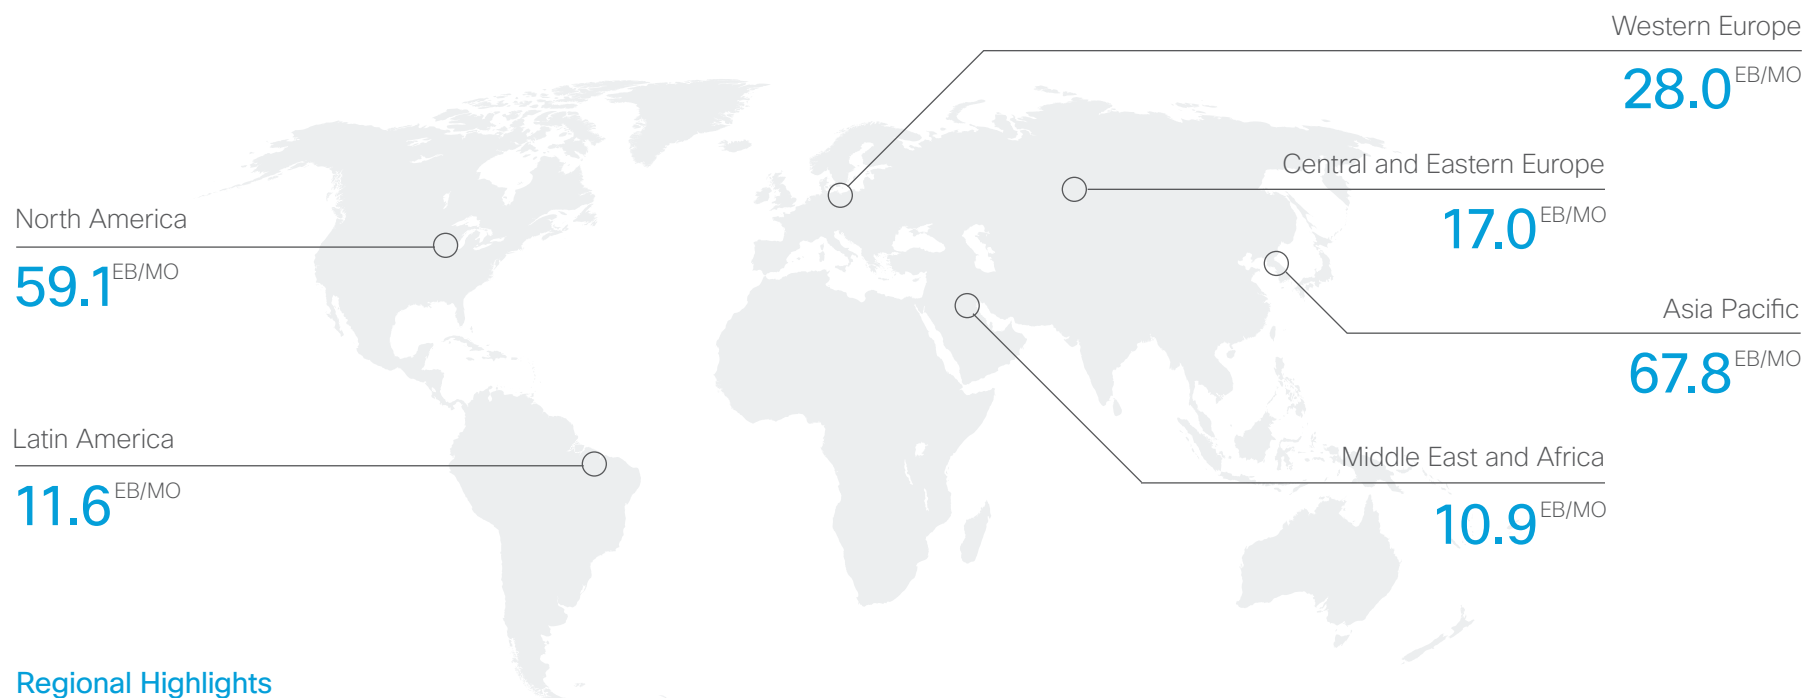 Western Europe
28.0 EB/MO
Central and Eastern Europe
17.0 EB/MO
North America
59.1 EB/MO
Asia Pacific
67.8 EB/MO
Latin America
11.6 EB/MO
Middle East and Africa
10.9 EB/MO
Regional Highlights